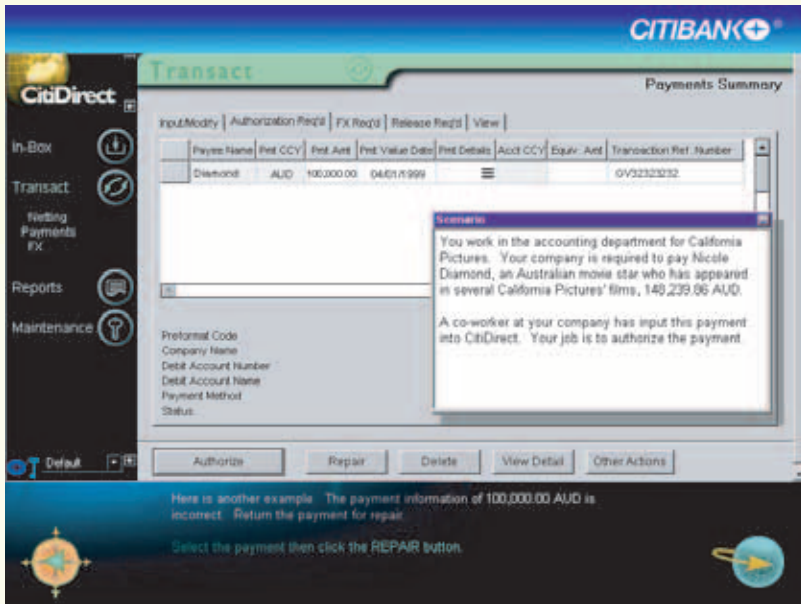 CITIBANK
Transact
Payments Summary
CitiDirect
Input/Modify Authorization Req'd FX Req'd Release Req'd View
Payee Name Pmt CCY Pmt Amt Pmt Value Date Pmt Details Acct CCY Equiv. Amt Transaction Ref. Number
Diamond AUD 100,000.00 04/01/1999 GV32323232
In-Box
Transact
Netting
Payments
FX
Reports
Maintenance
Scenario
You work in the accounting department for California
Pictures. Your company is required to pay Nicole
Diamond, an Australian movie star who has appeared
in several California Pictures' films, 148,239.86 AUD.
A co-worker at your company has input this payment
into CitiDirect. Your job is to authorize the payment.
Preformat Code
Company Name
Debit Account Number
Debit Account Name
Payment Method
Status
Default
Authorize Repair Delete View Detail Other Actions
Here is another example. The payment information of 100,000.00 AUD is
incorrect. Return the payment for repair.
Select the payment then click the REPAIR button.